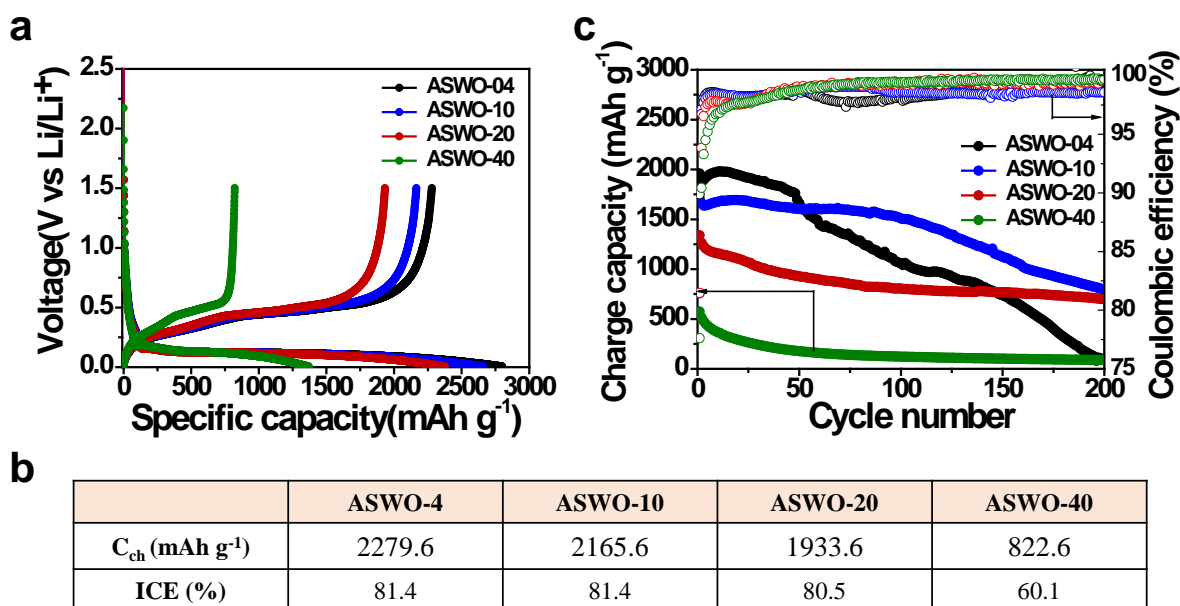 a
Voltage(V vs Li/Li⁺)
2.5
2.0
1.5
1.0
0.5
0.0
ASWO-04
ASWO-10
ASWO-20
ASWO-40
0 500 1000 1500 2000 2500 3000
Specific capacity(mAh g⁻¹)
c
Charge capacity (mAh g⁻¹)
3000
2500
2000
1500
1000
500
0
ASWO-04
ASWO-10
ASWO-20
ASWO-40
100
95
90
85
80
75
Coulombic efficiency (%)
0 50 100 150 200
Cycle number
b
ASWO-4 ASWO-10 ASWO-20 ASWO-40
C_ch (mAh g⁻¹) 2279.6 2165.6 1933.6 822.6
ICE (%) 81.4 81.4 80.5 60.1